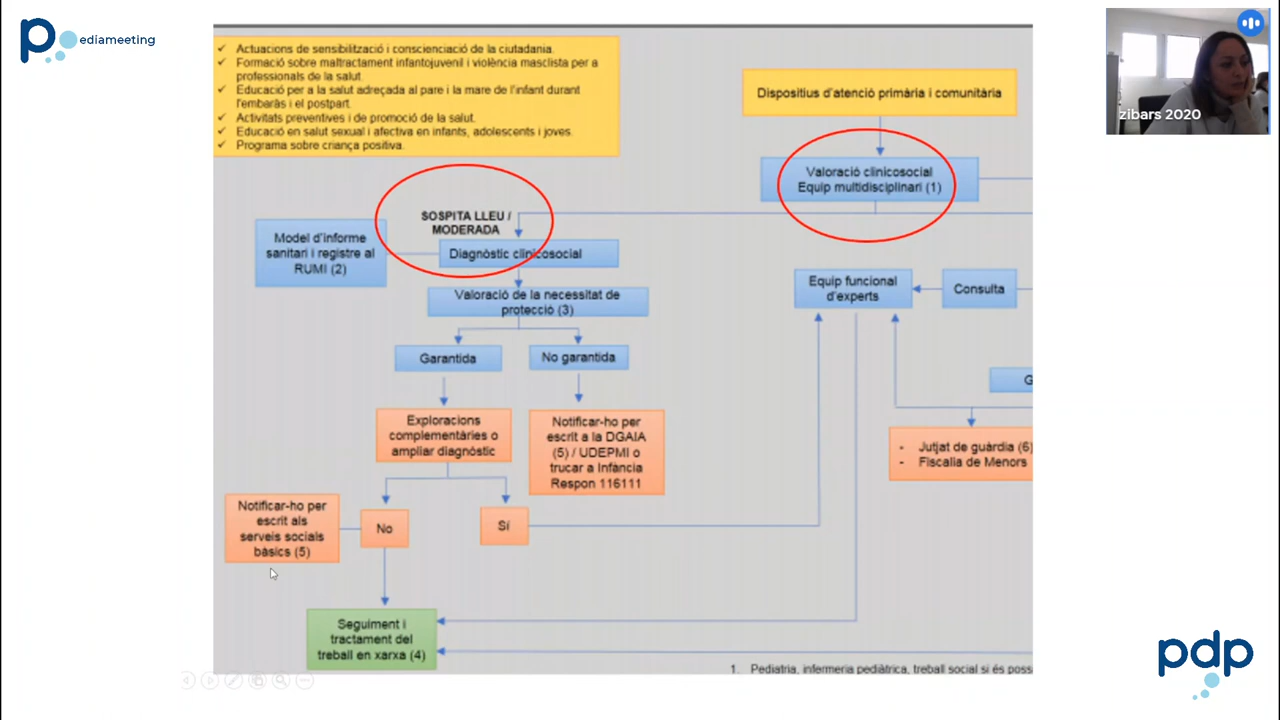 pediameeting
zibars 2020
Actuacions de sensibilització i conscienciació de la ciutadania.
Formació sobre maltractament infantojuvenil i violència masclista per a
professionals de la salut.
Educació per a la salut adreçada al pare i la mare de l'infant durant
l'embaràs i el postpart.
Activitats preventives i de promoció de la salut.
Educació en salut sexual i afectiva en infants, adolescents i joves.
Programa sobre criança positiva.
Dispositius d'atenció primària i comunitària
Valoració clinicosocial
Equip multidisciplinari (1)
SOSPITA LLEU /
MODERADA
Model d'informe
sanitari i registre al
RUMI (2)
Diagnòstic clinicosocial
Valoració de la necessitat de
protecció (3)
Equip funcional
d'experts
Consulta
Garantida
No garantida
G
Exploracions
complementàries o
ampliar diagnòstic
Notificar-ho per
escrit a la DGAIA
(5) / UDEPMI o
trucar a Infància
Respon 116111
- Jutjat de guàrdia (6)
- Fiscalia de Menors
Notificar-ho per
escrit als
serveis socials
bàsics (5)
No
Sí
Seguiment i
tractament del
treball en xarxa (4)
1. Pediatria, infermeria pediàtrica, treball social si és poss
pdp